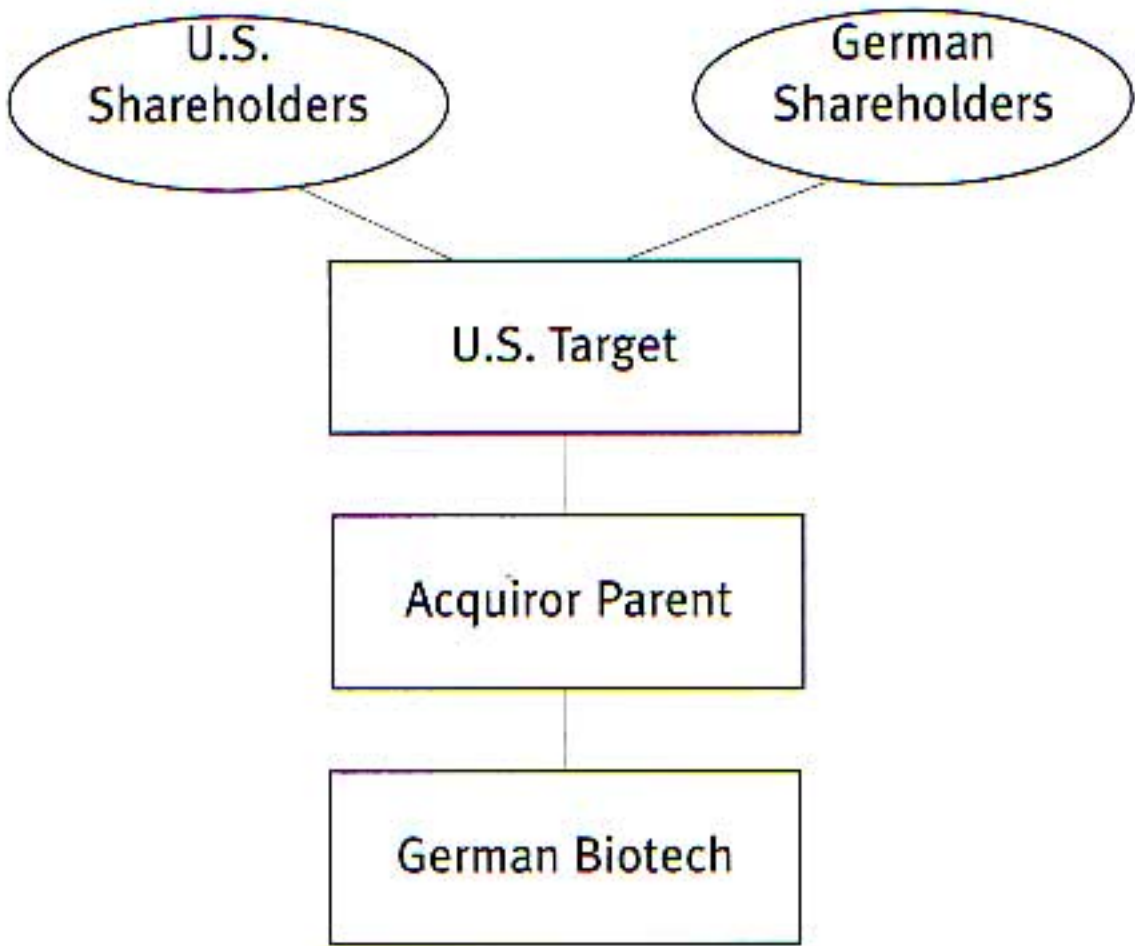 U.S.
Shareholders
German
Shareholders
U.S. Target
Acquiror Parent
German Biotech